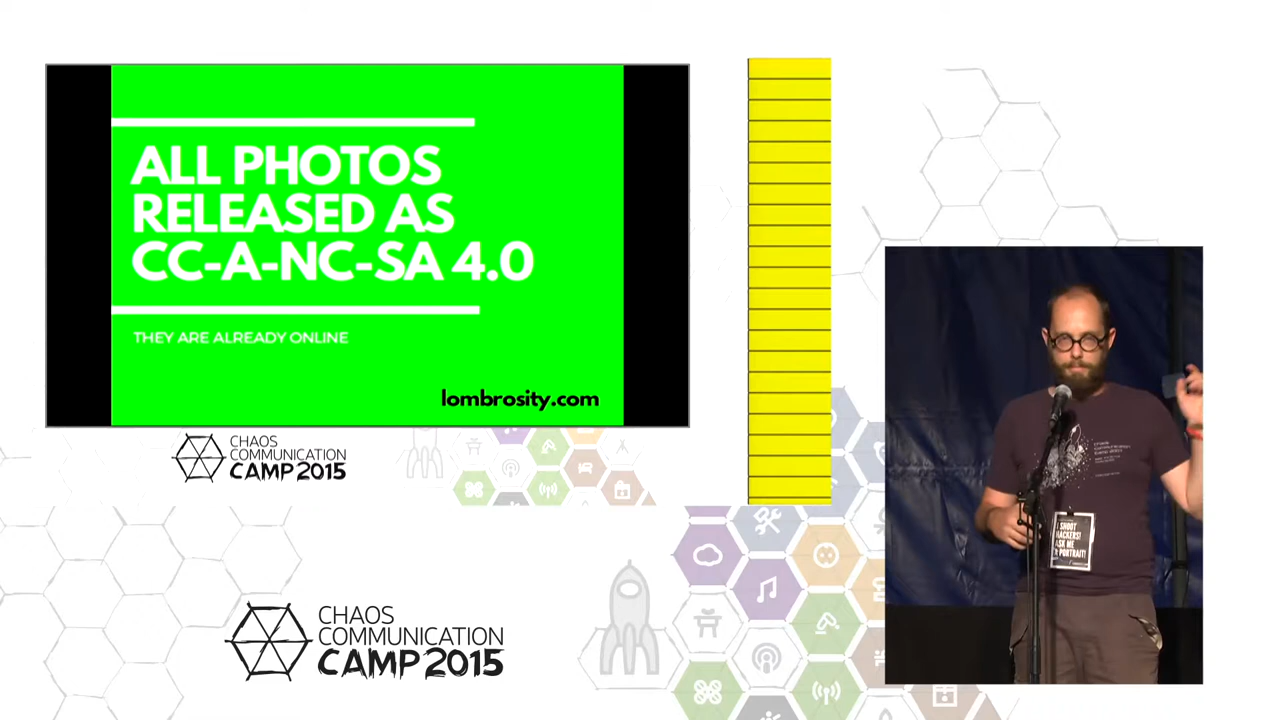 ALL PHOTOS
RELEASED AS
CC-A-NC-SA 4.0
THEY ARE ALREADY ONLINE
lombrosity.com
CHAOS
COMMUNICATION
CAMP 2015
CHAOS
COMMUNICATION
CAMP 2015
I SHOOT
HACKERS!
ASK ME
PORTRAIT!